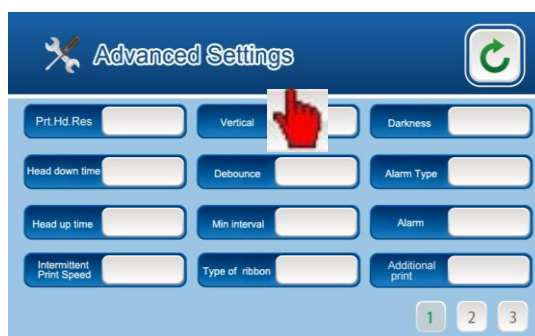 Advanced Settings
Prt.Hd.Res
Vertical
Darkness
Head down time
Debounce
Alarm Type
Head up time
Min interval
Alarm
Intermittent
Print Speed
Type of ribbon
Additional
print
1 2 3